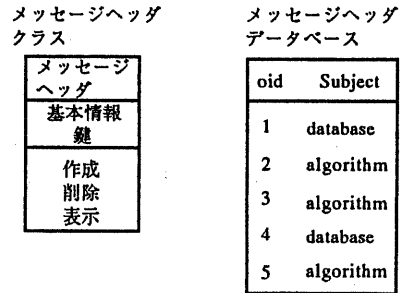 メッセージヘッダ
クラス
メッセージ
ヘッダ
基本情報
鍵
作成
削除
表示
メッセージヘッダ
データベース
oid Subject
1 database
2 algorithm
3 algorithm
4 database
5 algorithm